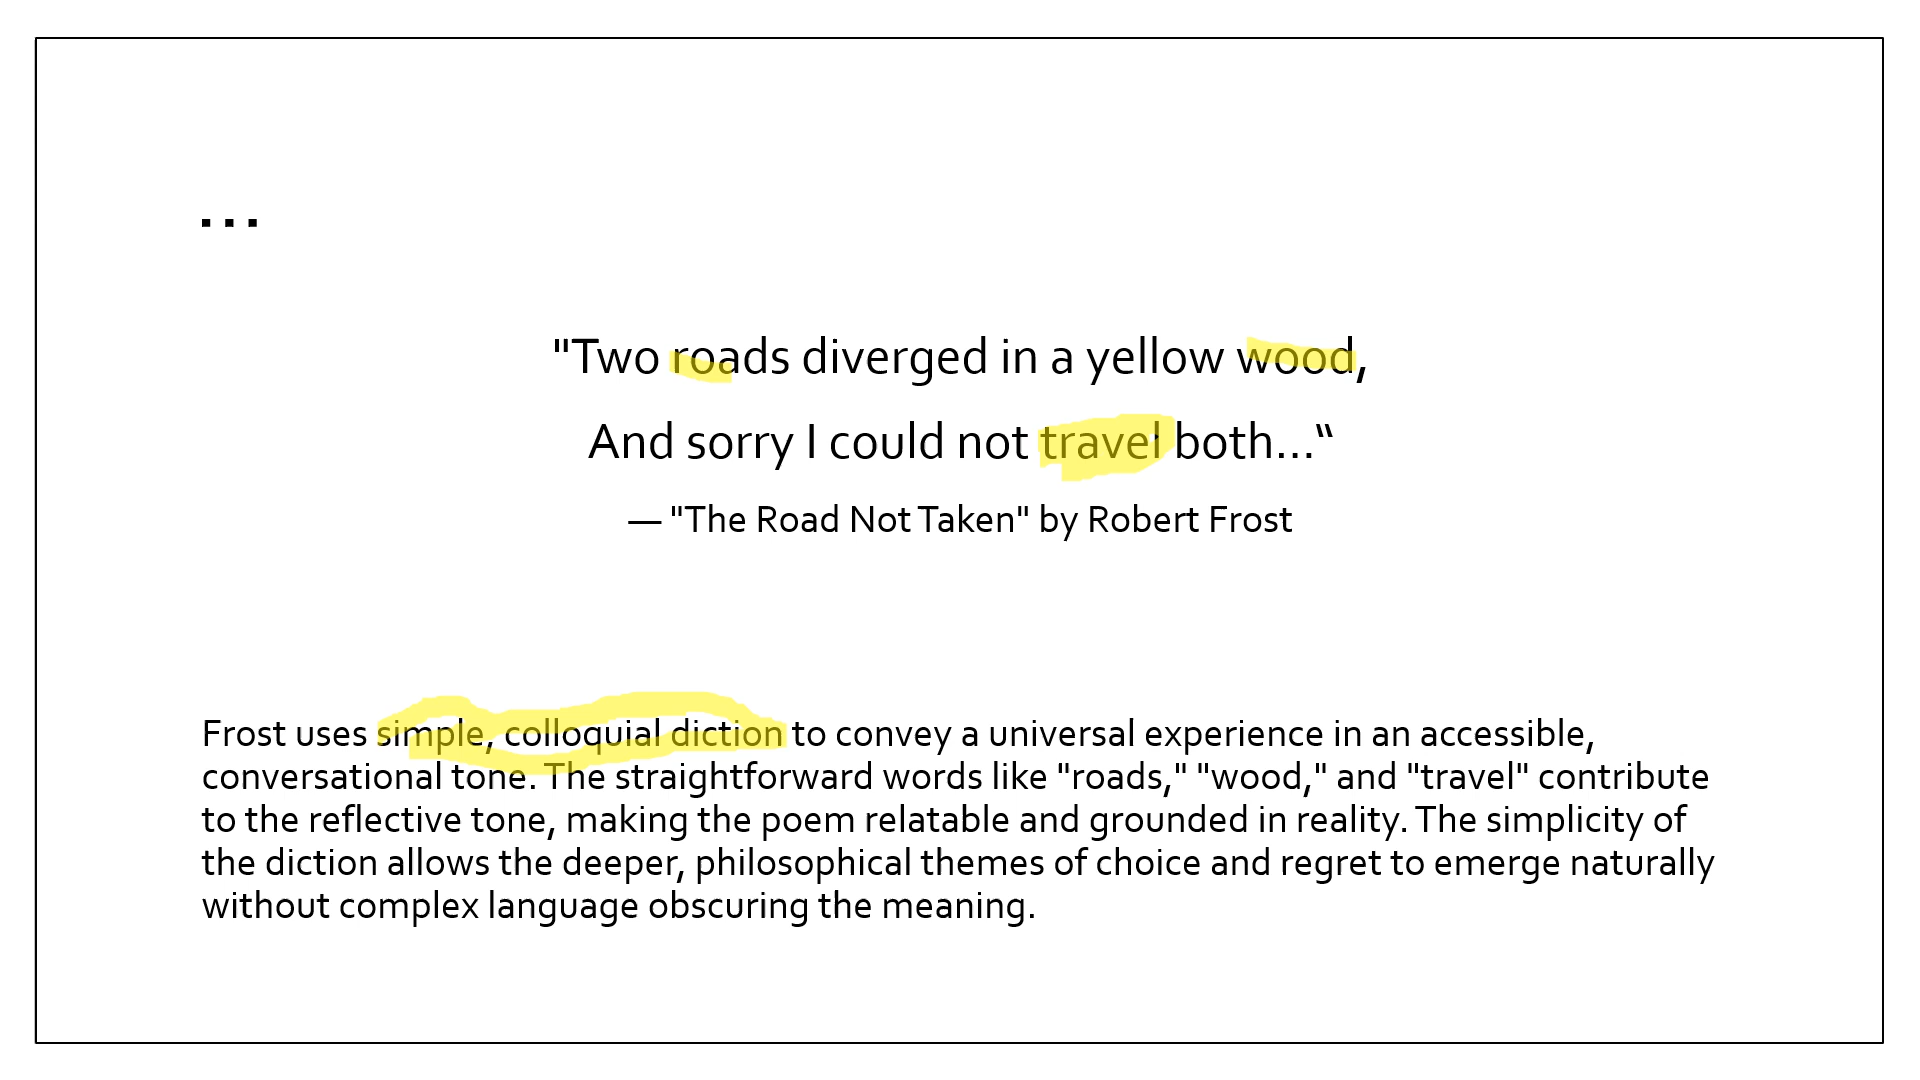 ...
"Two roads diverged in a yellow wood,
And sorry I could not travel both...“
— "The Road Not Taken" by Robert Frost
Frost uses simple, colloquial diction to convey a universal experience in an accessible,
conversational tone. The straightforward words like "roads," "wood," and "travel" contribute
to the reflective tone, making the poem relatable and grounded in reality. The simplicity of
the diction allows the deeper, philosophical themes of choice and regret to emerge naturally
without complex language obscuring the meaning.